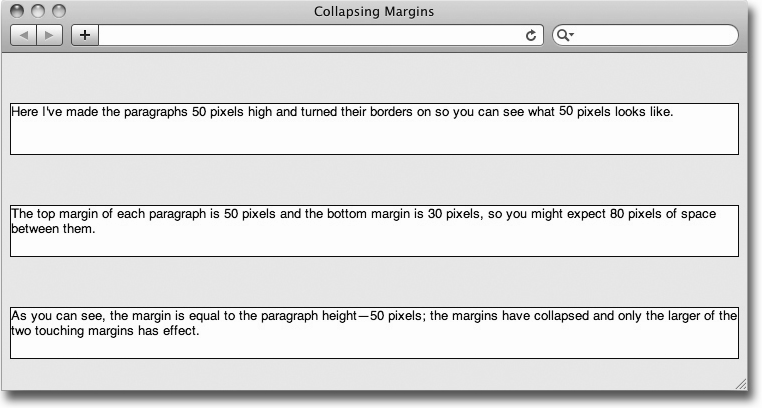 Collapsing Margins
Here I've made the paragraphs 50 pixels high and turned their borders on so you can see what 50 pixels looks like.
The top margin of each paragraph is 50 pixels and the bottom margin is 30 pixels, so you might expect 80 pixels of space
between them.
As you can see, the margin is equal to the paragraph height—50 pixels; the margins have collapsed and only the larger of the
two touching margins has effect.